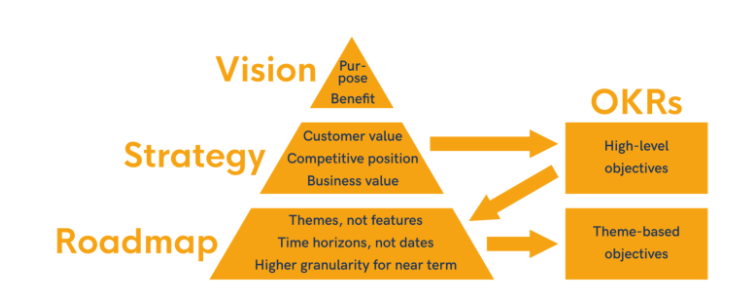 Vision
Pur-
pose
Benefit
OKRs
Strategy
Customer value
Competitive position
Business value
High-level
objectives
Roadmap
Themes, not features
Time horizons, not dates
Higher granularity for near term
Theme-based
objectives